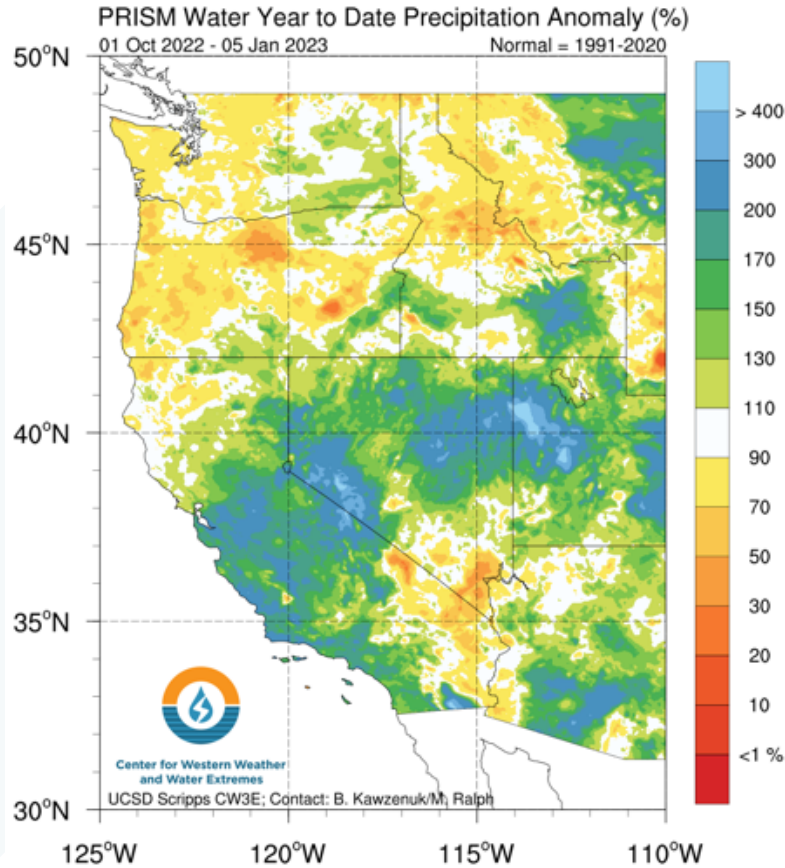 PRISM Water Year to Date Precipitation Anomaly (%)
01 Oct 2022 - 05 Jan 2023 Normal = 1991-2020
50°N
45°N
40°N
35°N
30°N
125°W 120°W 115°W 110°W
> 400
300
200
170
150
130
110
90
70
50
30
20
10
<1 %
Center for Western Weather
and Water Extremes
UCSD Scripps CW3E; Contact: B. Kawzenuk/M. Ralph